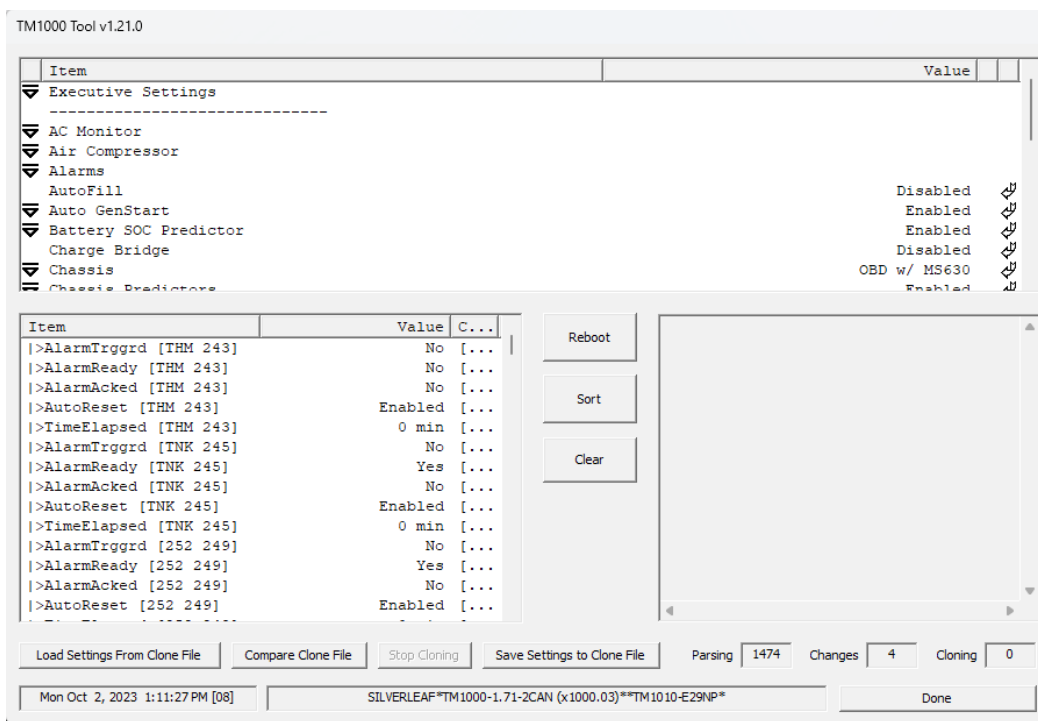 TM1000 Tool v1.21.0
Item Value
Executive Settings
------------------------------
AC Monitor
Air Compressor
Alarms
AutoFill Disabled
Auto GenStart Enabled
Battery SOC Predictor Enabled
Charge Bridge Disabled
Chassis OBD w/ MS630
Chassis Predictors Enabled
Item Value C...
|>AlarmTrggrd [THM 243] No [...
|>AlarmReady [THM 243] No [...
|>AlarmAcked [THM 243] No [...
|>AutoReset [THM 243] Enabled [...
|>TimeElapsed [THM 243] 0 min [...
|>AlarmTrggrd [TNK 245] No [...
|>AlarmReady [TNK 245] Yes [...
|>AlarmAcked [TNK 245] No [...
|>AutoReset [TNK 245] Enabled [...
|>TimeElapsed [TNK 245] 0 min [...
|>AlarmTrggrd [252 249] No [...
|>AlarmReady [252 249] Yes [...
|>AlarmAcked [252 249] No [...
|>AutoReset [252 249] Enabled [...
Reboot
Sort
Clear
Load Settings From Clone File Compare Clone File Stop Cloning Save Settings to Clone File Parsing 1474 Changes 4 Cloning 0
Mon Oct 2, 2023 1:11:27 PM [08] SILVERLEAF*TM1000-1.71-2CAN (x1000.03)**TM1010-E29NP* Done